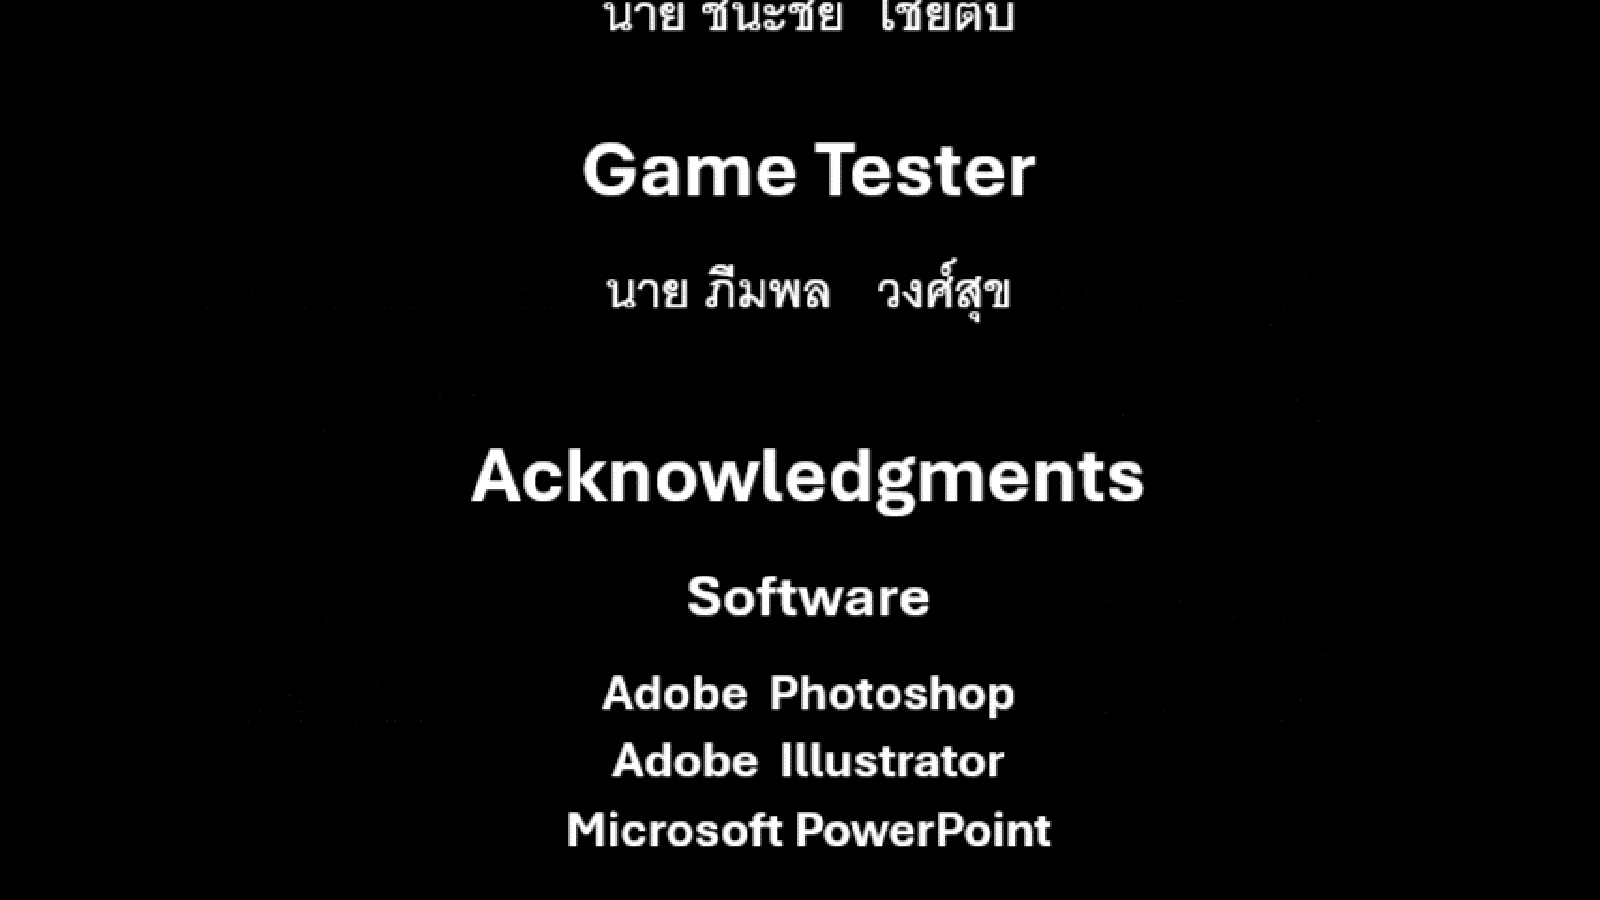 นาย ชนะชัย ไชยตบ
Game Tester
นาย ภีมพล วงศ์สุข
Acknowledgments
Software
Adobe Photoshop
Adobe Illustrator
Microsoft PowerPoint